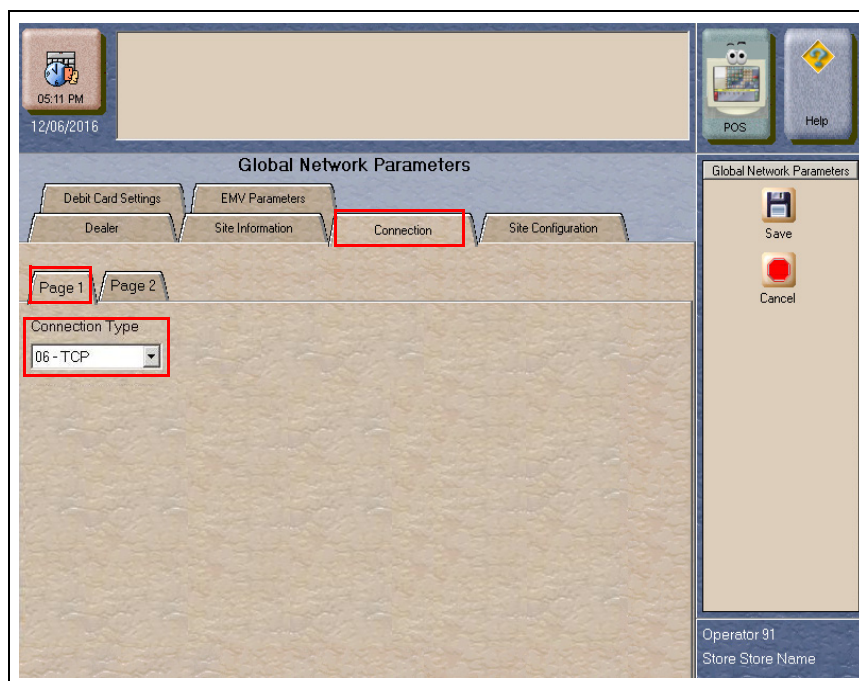 05:11 PM
12/06/2016
POS
Help
Global Network Parameters
Debit Card Settings
EMV Parameters
Dealer
Site Information
Connection
Site Configuration
Page 1
Page 2
Connection Type
06 - TCP
Global Network Parameters
Save
Cancel
Operator 91
Store Store Name